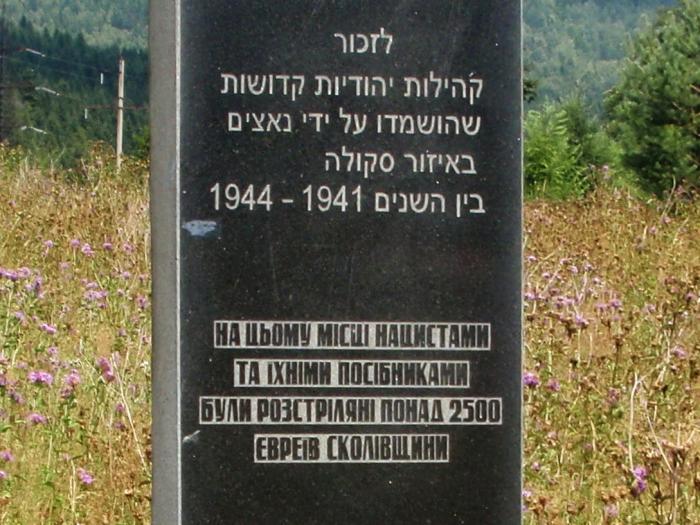 לזכור
קהילות יהודיות קדושות
שהושמדו על ידי נאצים
באיזור סקולה
בין השנים 1941 - 1944
НА ЦЬОМУ МІСЦІ НАЦИСТАМИ
ТА ЇХНІМИ ПОСІБНИКАМИ
БУЛИ РОЗСТРІЛЯНІ ПОНАД 2500
ЄВРЕЇВ СКОЛІВЩИНИ